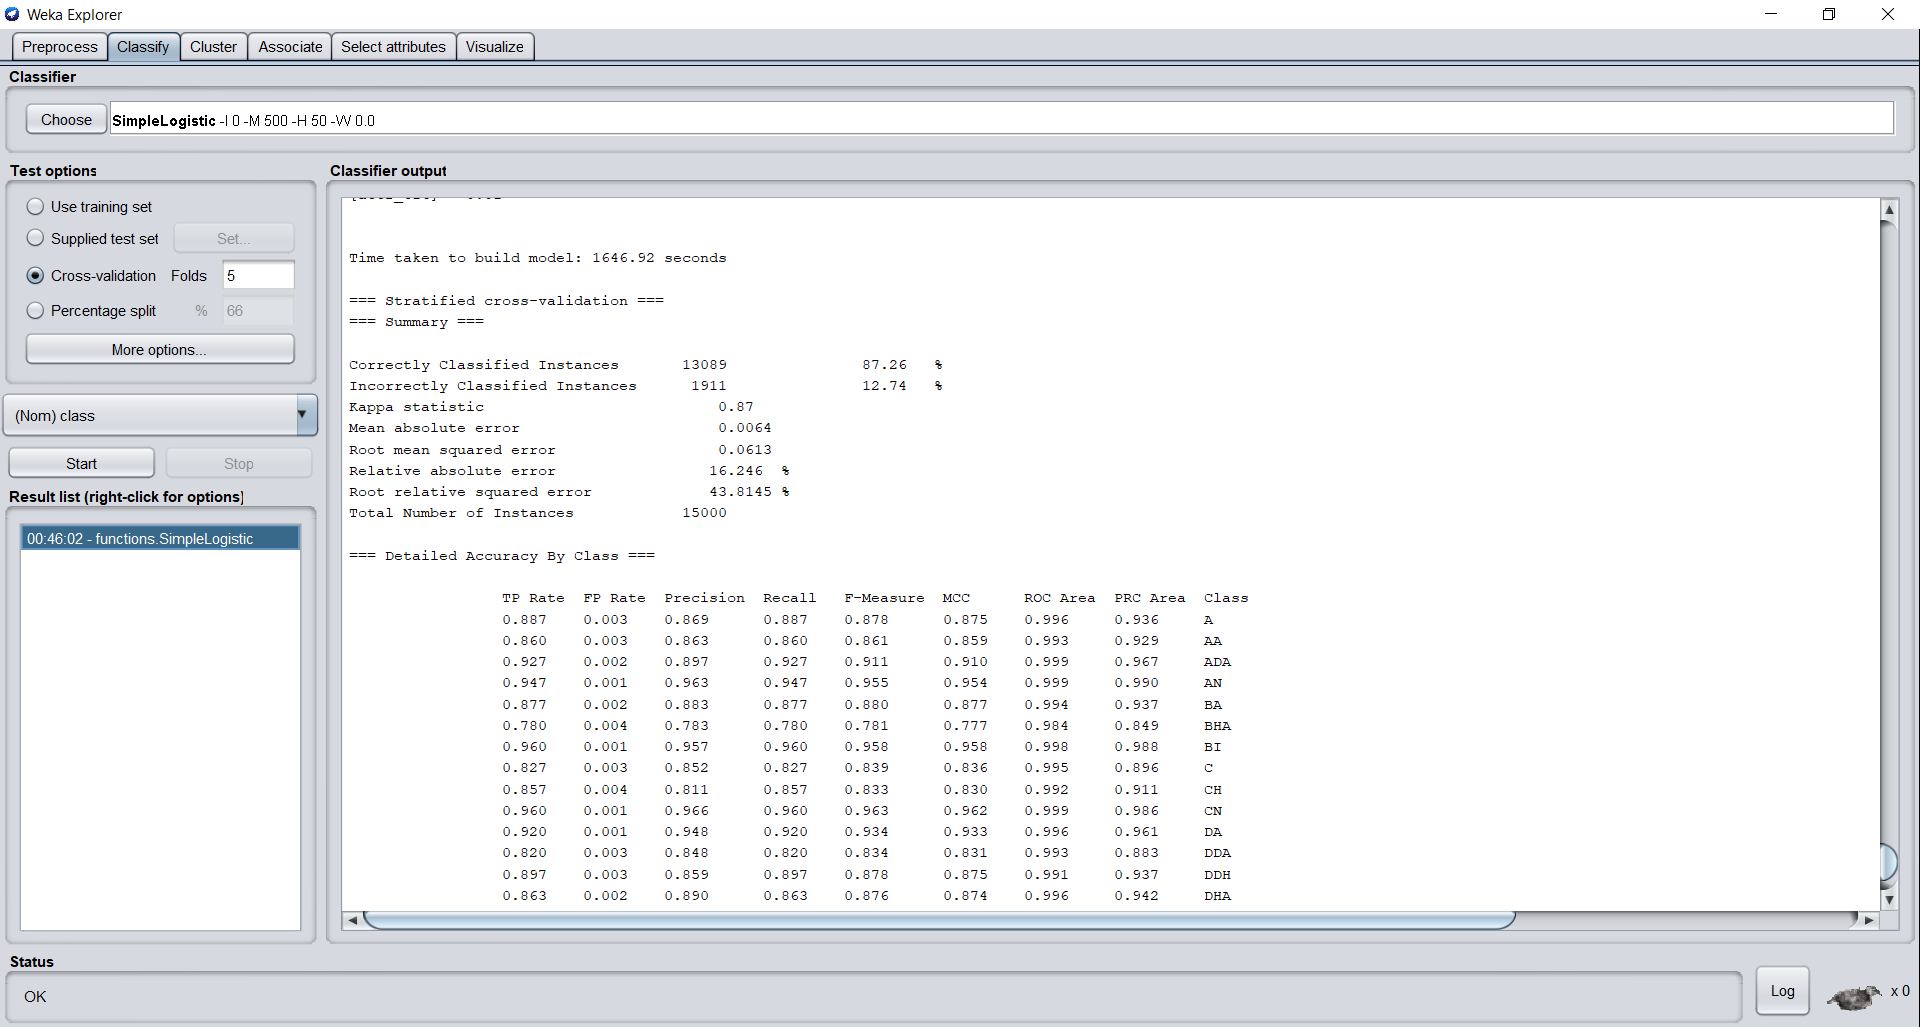 Weka Explorer
Preprocess Classify Cluster Associate Select attributes Visualize
Classifier
Choose SimpleLogistic -I 0 -M 500 -H 50 -W 0.0
Test options
Use training set
Supplied test set Set...
Cross-validation Folds 5
Percentage split % 66
More options...
(Nom) class
Start Stop
Result list (right-click for options)
00:46:02 - functions.SimpleLogistic
Classifier output
Time taken to build model: 1646.92 seconds
=== Stratified cross-validation ===
=== Summary ===
Correctly Classified Instances 13089 87.26 %
Incorrectly Classified Instances 1911 12.74 %
Kappa statistic 0.87
Mean absolute error 0.0064
Root mean squared error 0.0613
Relative absolute error 16.246 %
Root relative squared error 43.8145 %
Total Number of Instances 15000
=== Detailed Accuracy By Class ===
TP Rate FP Rate Precision Recall F-Measure MCC ROC Area PRC Area Class
0.887 0.003 0.869 0.887 0.878 0.875 0.996 0.936 A
0.860 0.003 0.863 0.860 0.861 0.859 0.993 0.929 AA
0.927 0.002 0.897 0.927 0.911 0.910 0.999 0.967 ADA
0.947 0.001 0.963 0.947 0.955 0.954 0.999 0.990 AN
0.877 0.002 0.883 0.877 0.880 0.877 0.994 0.937 BA
0.780 0.004 0.783 0.780 0.781 0.777 0.984 0.849 BHA
0.960 0.001 0.957 0.960 0.958 0.958 0.998 0.988 BI
0.827 0.003 0.852 0.827 0.839 0.836 0.995 0.896 C
0.857 0.004 0.811 0.857 0.833 0.830 0.992 0.911 CH
0.960 0.001 0.966 0.960 0.963 0.962 0.999 0.986 CN
0.920 0.001 0.948 0.920 0.934 0.933 0.996 0.961 DA
0.820 0.003 0.848 0.820 0.834 0.831 0.993 0.883 DDA
0.897 0.003 0.859 0.897 0.878 0.875 0.991 0.937 DDH
0.863 0.002 0.890 0.863 0.876 0.874 0.996 0.942 DHA
Status
OK
Log
x 0